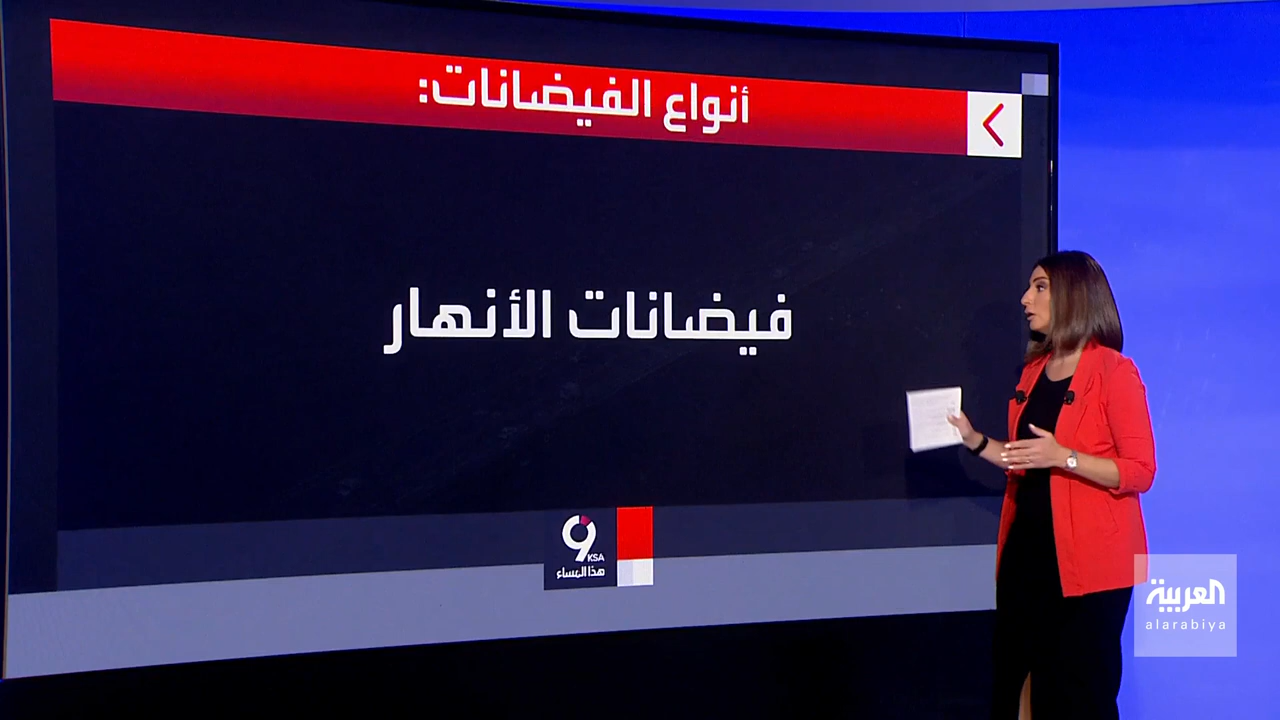 أنواع الفيضانات:
فيضانات الأنهار
9
KSA
هذا المساء
العربية
alarabiya